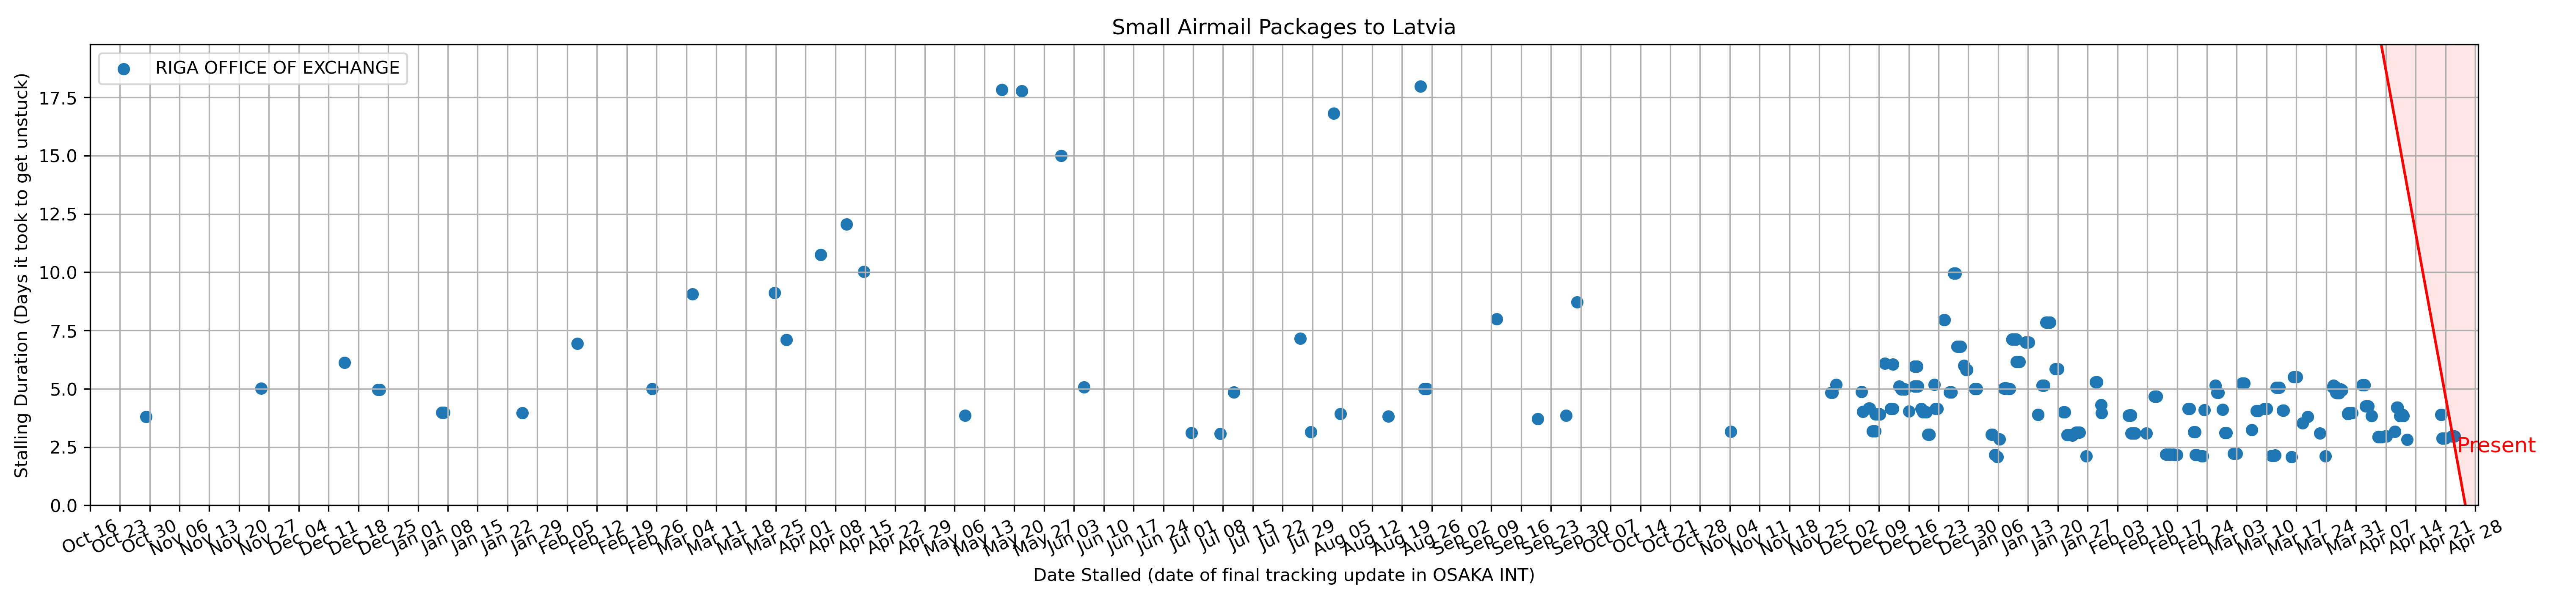 Small Airmail Packages to Latvia
RIGA OFFICE OF EXCHANGE
Stalling Duration (Days it took to get unstuck)
17.5
15.0
12.5
10.0
7.5
5.0
2.5
0.0
Present
Oct 16
Oct 23
Oct 30
Nov 06
Nov 13
Nov 20
Nov 27
Dec 04
Dec 11
Dec 18
Dec 25
Jan 01
Jan 08
Jan 15
Jan 22
Jan 29
Feb 05
Feb 12
Feb 19
Feb 26
Mar 04
Mar 11
Mar 18
Mar 25
Apr 01
Apr 08
Apr 15
Apr 22
Apr 29
May 06
May 13
May 20
May 27
Jun 03
Jun 10
Jun 17
Jun 24
Jul 01
Jul 08
Jul 15
Jul 22
Jul 29
Aug 05
Aug 12
Aug 19
Aug 26
Sep 02
Sep 09
Sep 16
Sep 23
Sep 30
Oct 07
Oct 14
Oct 21
Oct 28
Nov 04
Nov 11
Nov 18
Nov 25
Dec 02
Dec 09
Dec 16
Dec 23
Dec 30
Jan 06
Jan 13
Jan 20
Jan 27
Feb 03
Feb 10
Feb 17
Feb 24
Mar 03
Mar 10
Mar 17
Mar 24
Mar 31
Apr 07
Apr 14
Apr 21
Apr 28
Date Stalled (date of final tracking update in OSAKA INT)